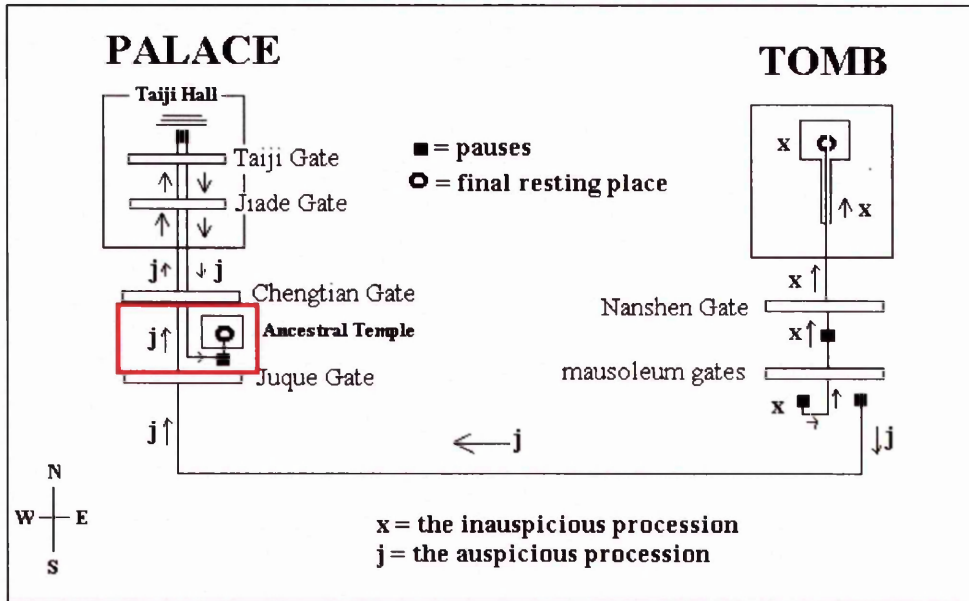 PALACE
TOMB
Taiji Hall
Taiji Gate
Jiade Gate
■ = pauses
O = final resting place
x
x
j
j
Chengtian Gate
x
Nanshen Gate
j
Ancestral Temple
x
Juque Gate
mausoleum gates
x
j
j
j
N
W
E
S
x = the inauspicious procession
j = the auspicious procession